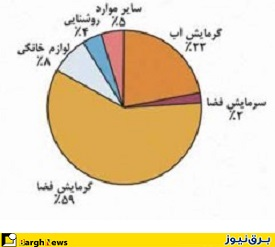 سایر موارد
٪۵
روشنایی
٪۴
لوازم خانگی
٪۸
گرمایش آب
٪۲۲
سرمایش فضا
٪۲
گرمایش فضا
٪۵۹
برق‌نیوز
Bargh News